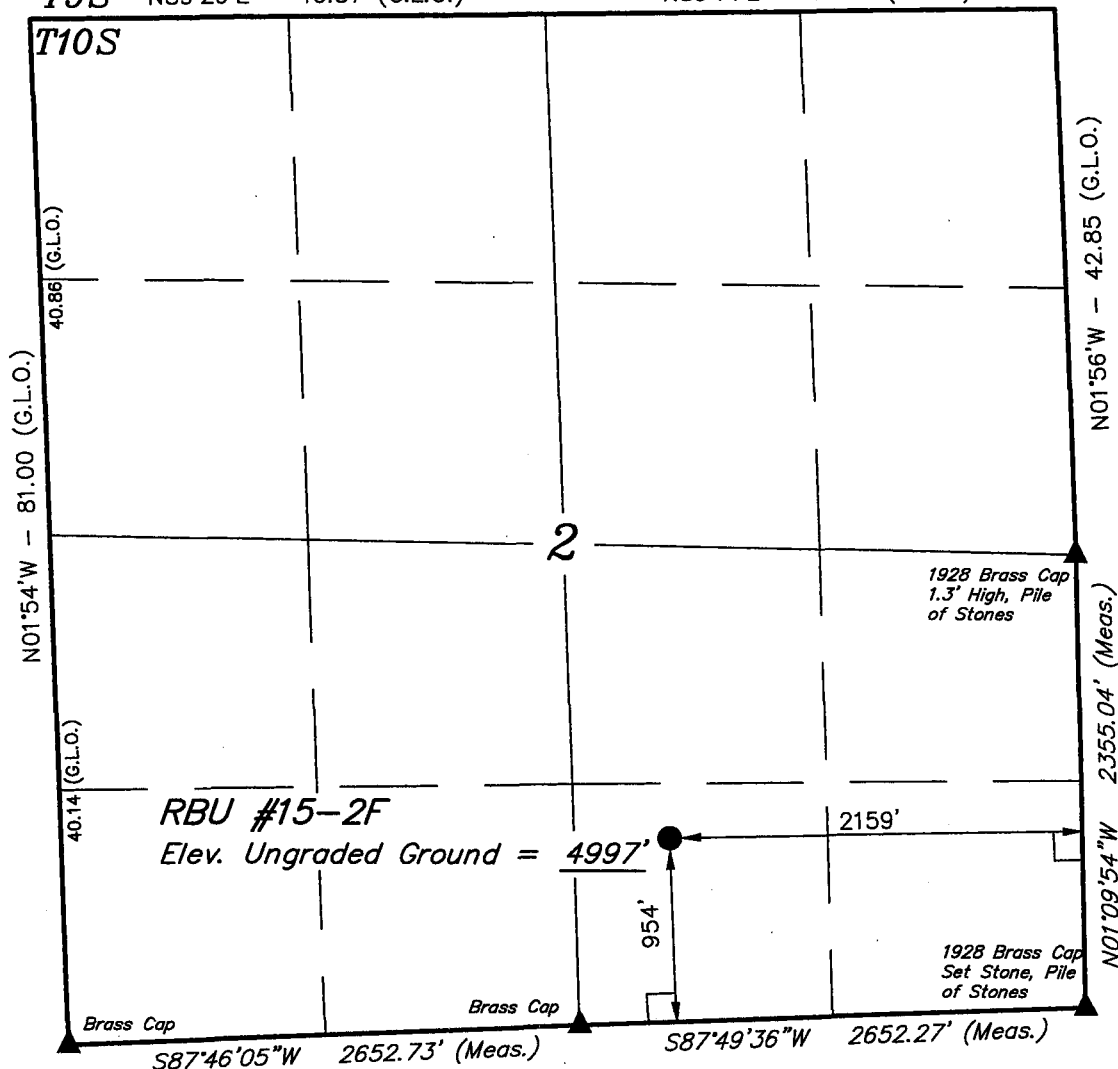 T10S
40.86 (G.L.O.)
N01°54'W – 81.00 (G.L.O.)
N01°56'W – 42.85 (G.L.O.)
2
1928 Brass Cap
1.3' High, Pile
of Stones
40.14 (G.L.O.)
RBU #15-2F
Elev. Ungraded Ground = 4997'
2159'
954'
N01°09'54"W 2355.04' (Meas.)
1928 Brass Cap
Set Stone, Pile
of Stones
Brass Cap
Brass Cap
S87°46'05"W 2652.73' (Meas.)
S87°49'36"W 2652.27' (Meas.)